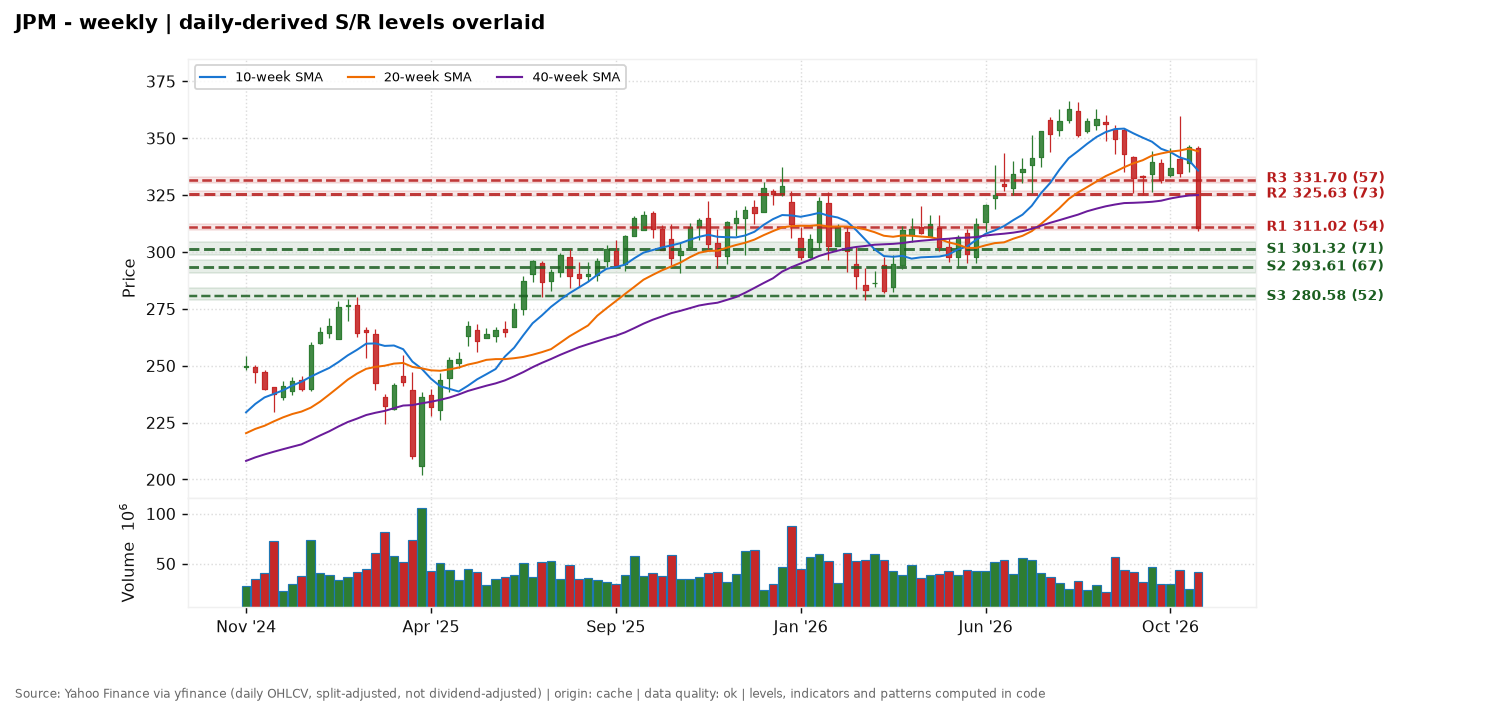 JPM - weekly | daily-derived S/R levels overlaid
10-week SMA 20-week SMA 40-week SMA
Price
375
350
325
300
275
250
225
200
R3 331.70 (57)
R2 325.63 (73)
R1 311.02 (54)
S1 301.32 (71)
S2 293.61 (67)
S3 280.58 (52)
Volume 10⁶
100
50
Nov '24 Apr '25 Sep '25 Jan '26 Jun '26 Oct '26
Source: Yahoo Finance via yfinance (daily OHLCV, split-adjusted, not dividend-adjusted) | origin: cache | data quality: ok | levels, indicators and patterns computed in code